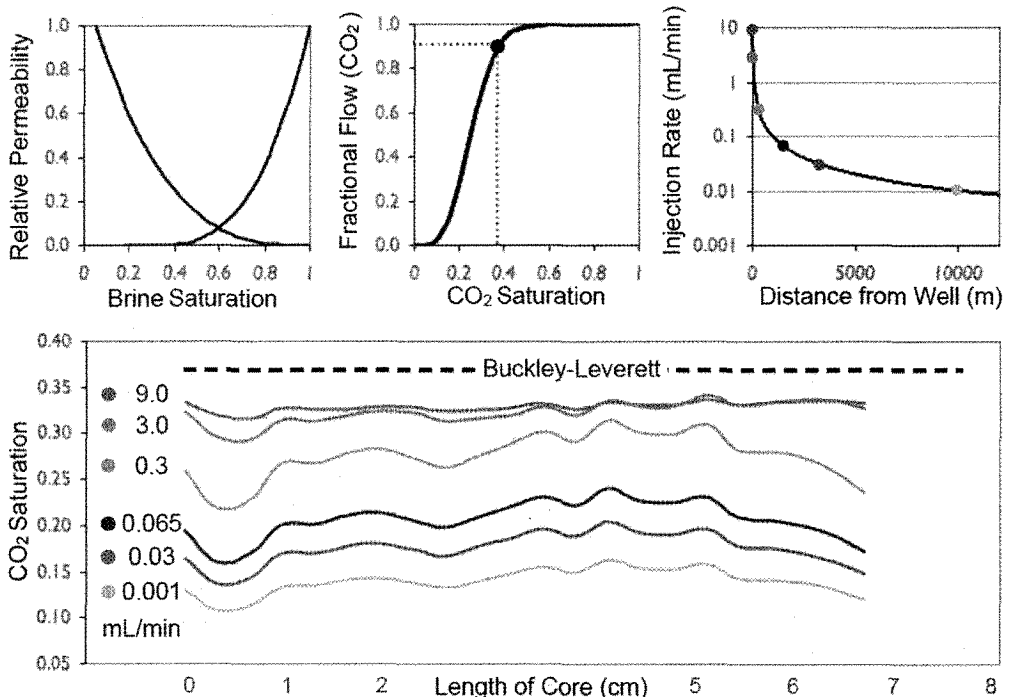 Relative Permeability
1.0
0.8
0.6
0.4
0.2
0.0
0 0.2 0.4 0.6 0.8 1
Brine Saturation
Fractional Flow (CO₂)
1.0
0.8
0.6
0.4
0.2
0.0
0 0.2 0.4 0.6 0.8 1
CO₂ Saturation
Injection Rate (mL/min)
10
1
0.1
0.01
0.001
0 5000 10000
Distance from Well (m)
CO₂ Saturation
0.40
0.35
0.30
0.25
0.20
0.15
0.10
0.05
Buckley-Leverett
9.0
3.0
0.3
0.065
0.03
0.001
mL/min
0 1 2 Length of Core (cm) 5 6 7 8